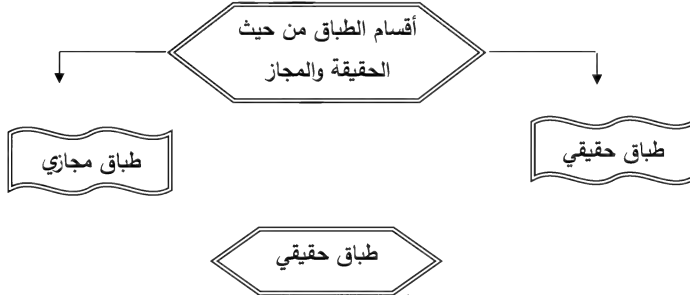 أقسام الطباق من حيث
الحقيقة والمجاز
طباق حقيقي
طباق مجازي
طباق حقيقي